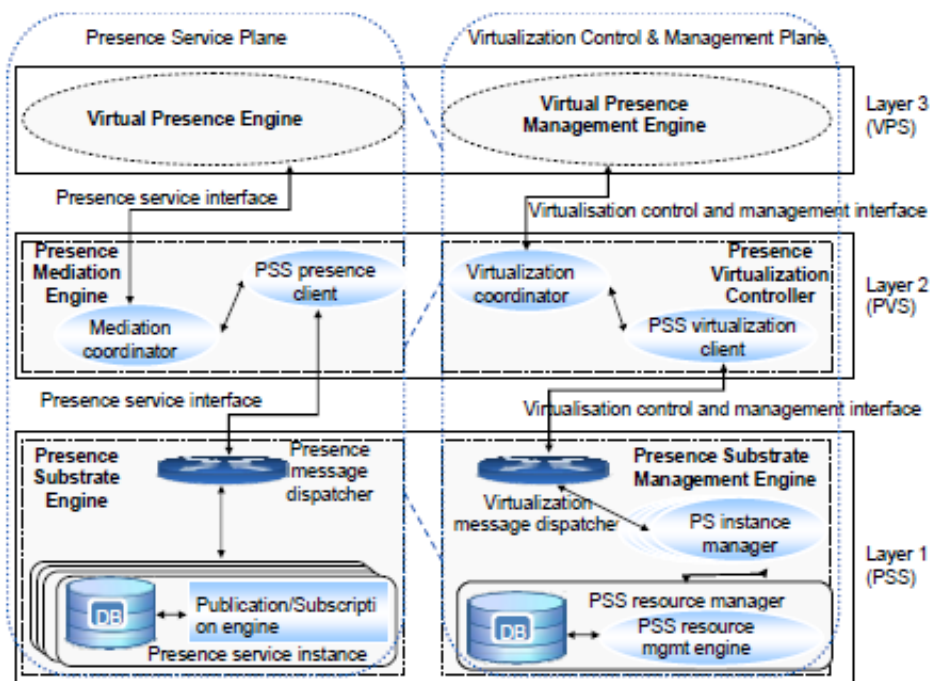 Presence Service Plane
Virtualization Control & Management Plane
Virtual Presence Engine
Virtual Presence
Management Engine
Layer 3
(VPS)
Presence service interface
Virtualisation control and management interface
Presence
Mediation
Engine
PSS presence
client
Mediation
coordinator
Virtualization
coordinator
Presence
Virtualization
Controller
PSS virtualization
client
Layer 2
(PVS)
Presence service interface
Virtualisation control and management interface
Presence
Substrate
Engine
Presence
message
dispatcher
DB
Publication/Subscripti
on engine
Presence service instance
Presence Substrate
Management Engine
Virtualization
message dispatcher
PS instance
manager
PSS resource manager
DB
PSS resource
mgmt engine
Layer 1
(PSS)